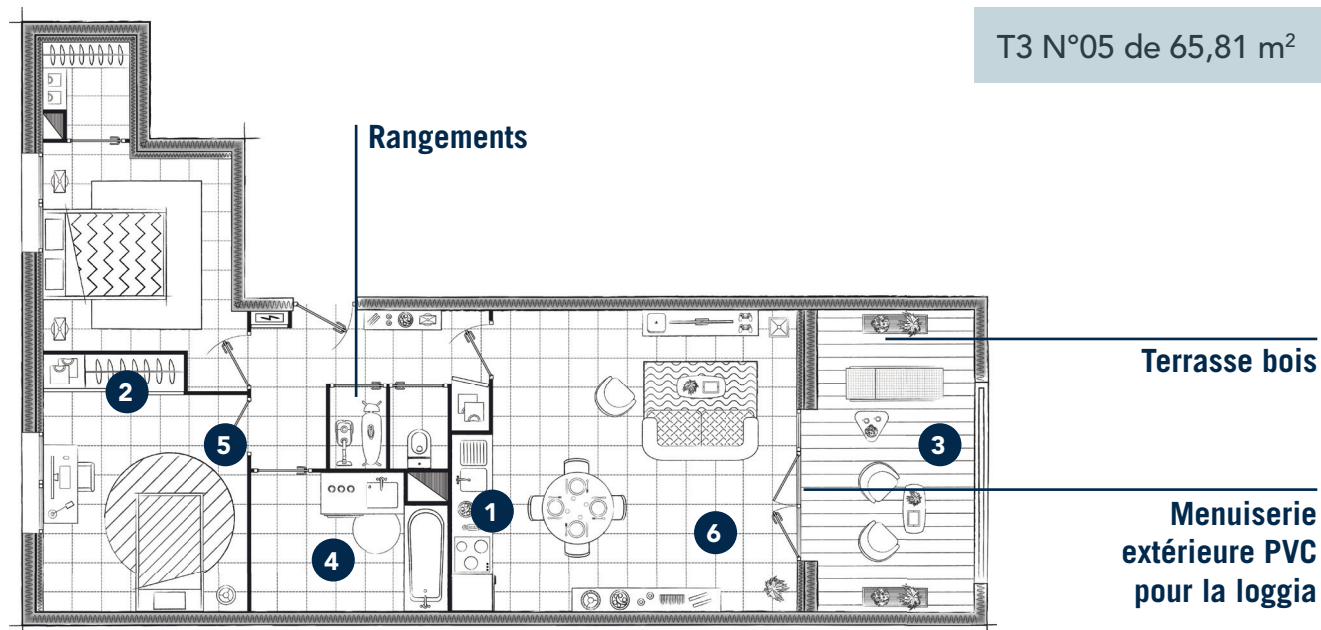 T3 N°05 de 65,81 m²
Rangements
Terrasse bois
2
5
3
1
6
4
Menuiserie
extérieure PVC
pour la loggia